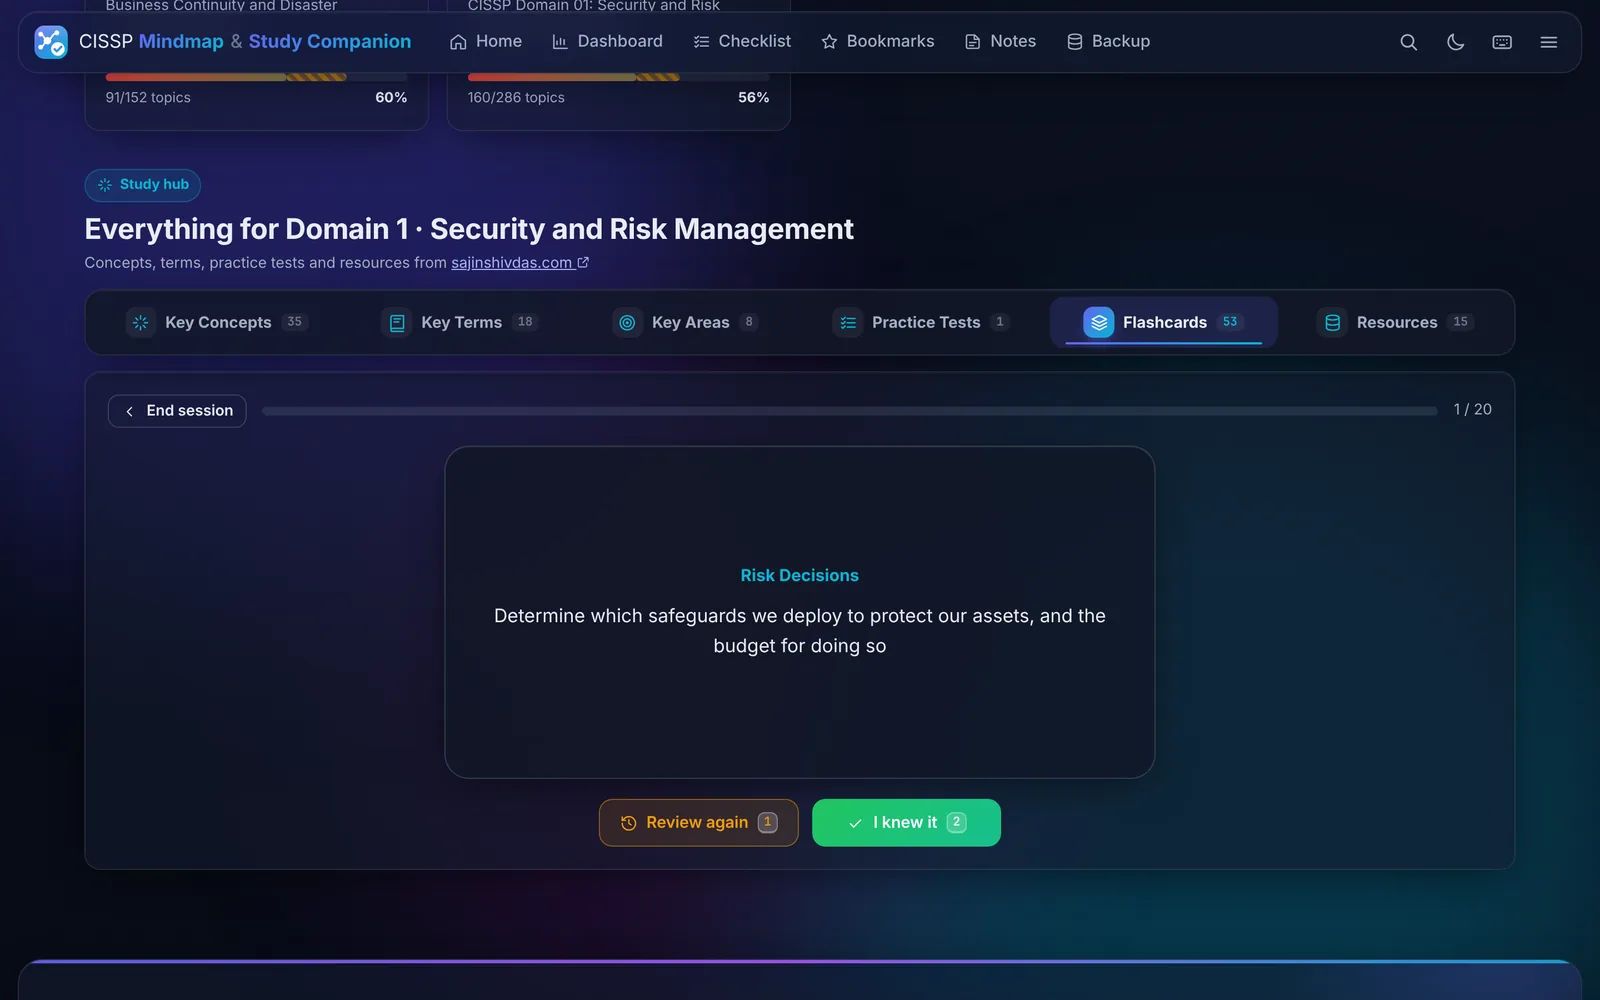 Business Continuity and Disaster
CISSP Domain 01: Security and Risk
CISSP Mindmap & Study Companion
Home
Dashboard
Checklist
Bookmarks
Notes
Backup
91/152 topics
60%
160/286 topics
56%
Study hub
Everything for Domain 1 · Security and Risk Management
Concepts, terms, practice tests and resources from sajinshivdas.com
Key Concepts 35
Key Terms 18
Key Areas 8
Practice Tests 1
Flashcards 53
Resources 15
End session
1 / 20
Risk Decisions
Determine which safeguards we deploy to protect our assets, and the
budget for doing so
Review again 1
I knew it 2